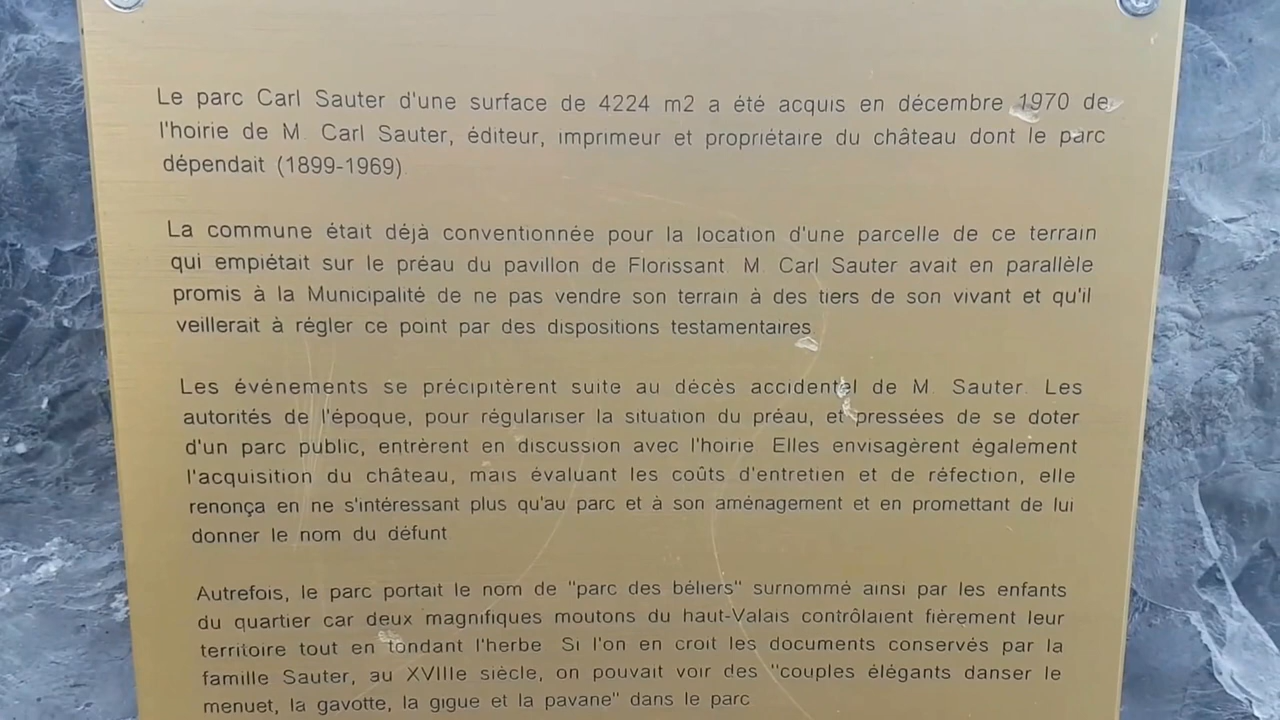 Le parc Carl Sauter d'une surface de 4224 m2 a été acquis en décembre 1970 de
l'hoirie de M. Carl Sauter, éditeur, imprimeur et propriétaire du château dont le parc
dépendait (1899-1969).
La commune était déjà conventionnée pour la location d'une parcelle de ce terrain
qui empiétait sur le préau du pavillon de Florissant. M. Carl Sauter avait en parallèle
promis à la Municipalité de ne pas vendre son terrain à des tiers de son vivant et qu'il
veillerait à régler ce point par des dispositions testamentaires.
Les événements se précipitèrent suite au décès accidentel de M. Sauter. Les
autorités de l'époque, pour régulariser la situation du préau, et pressées de se doter
d'un parc public, entrèrent en discussion avec l'hoirie. Elles envisagèrent également
l'acquisition du château, mais évaluant les coûts d'entretien et de réfection, elle
renonça en ne s'intéressant plus qu'au parc et à son aménagement et en promettant de lui
donner le nom du défunt.
Autrefois, le parc portait le nom de "parc des béliers" surnommé ainsi par les enfants
du quartier car deux magnifiques moutons du haut-Valais contrôlaient fièrement leur
territoire tout en tondant l'herbe. Si l'on en croit les documents conservés par la
famille Sauter, au XVIIIe siècle, on pouvait voir des "couples élégants danser le
menuet, la gavotte, la gigue et la pavane" dans le parc.